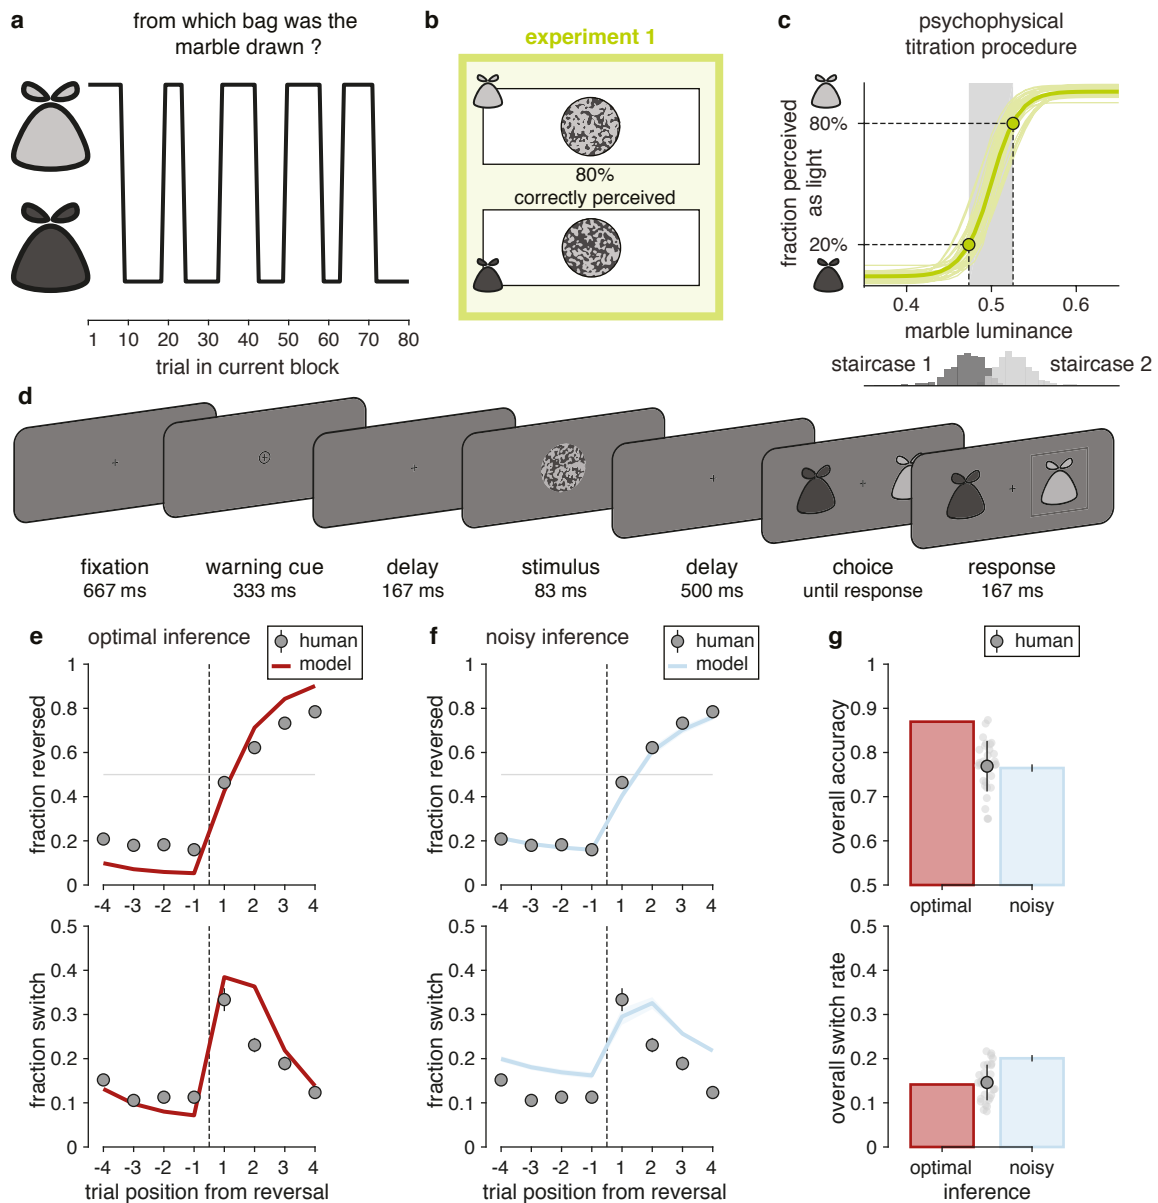 a
from which bag was the
marble drawn ?
1 10 20 30 40 50 60 70 80
trial in current block
b
experiment 1
80%
correctly perceived
c
psychophysical
titration procedure
fraction perceived
as light
80%
20%
0.4 0.5 0.6
marble luminance
staircase 1 staircase 2
d
fixation
667 ms
warning cue
333 ms
delay
167 ms
stimulus
83 ms
delay
500 ms
choice
until response
response
167 ms
e
optimal inference
human
model
fraction reversed
1
0.8
0.6
0.4
0.2
0
-4 -3 -2 -1 1 2 3 4
fraction switch
0.5
0.4
0.3
0.2
0.1
0
-4 -3 -2 -1 1 2 3 4
trial position from reversal
f
noisy inference
human
model
fraction reversed
1
0.8
0.6
0.4
0.2
0
-4 -3 -2 -1 1 2 3 4
fraction switch
0.5
0.4
0.3
0.2
0.1
0
-4 -3 -2 -1 1 2 3 4
trial position from reversal
g
human
overall accuracy
1
0.9
0.8
0.7
0.6
0.5
optimal noisy
overall switch rate
0.5
0.4
0.3
0.2
0.1
0
optimal noisy
inference